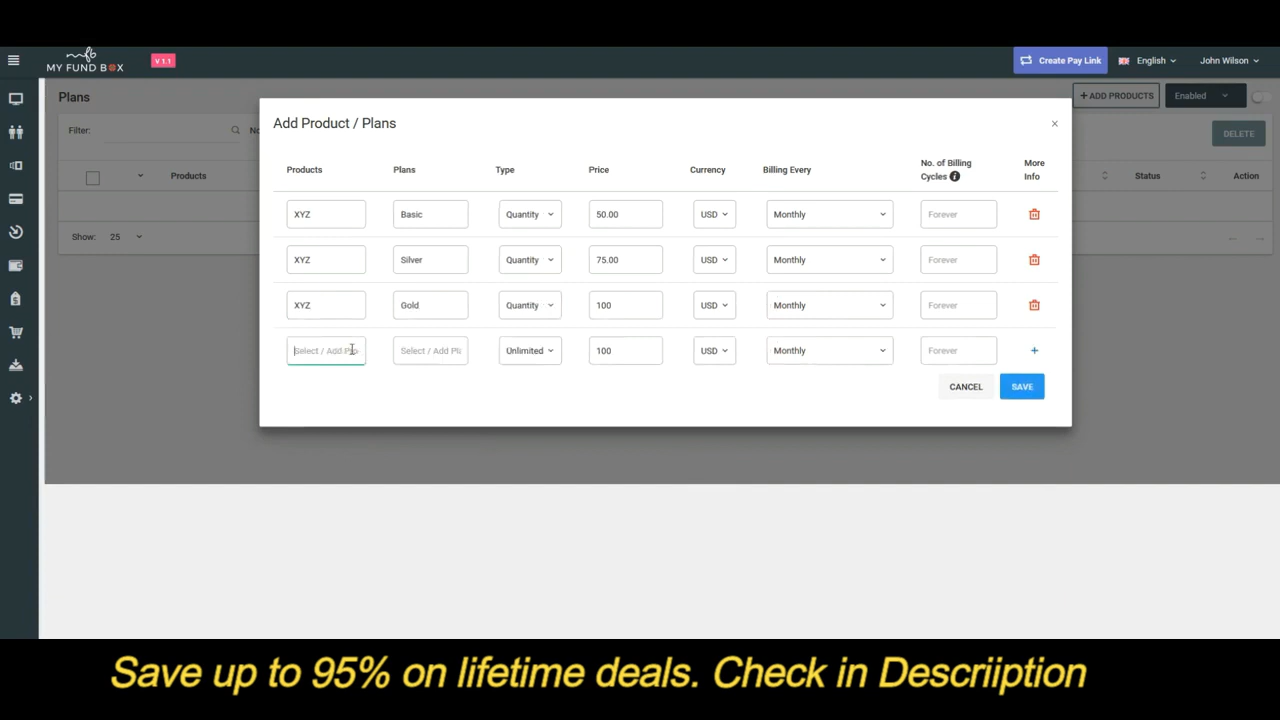 MY FUND BOX
V 1.1
Create Pay Link
English
John Wilson
Plans
+ ADD PRODUCTS
Enabled
Filter:
DELETE
Products
Status
Action
Show: 25
Add Product / Plans
×
Products Plans Type Price Currency Billing Every No. of Billing Cycles More Info
XYZ Basic Quantity 50.00 USD Monthly Forever
XYZ Silver Quantity 75.00 USD Monthly Forever
XYZ Gold Quantity 100 USD Monthly Forever
Select / Add Select / Add Unlimited 100 USD Monthly Forever +
CANCEL SAVE
Save up to 95% on lifetime deals. Check in Descriiption